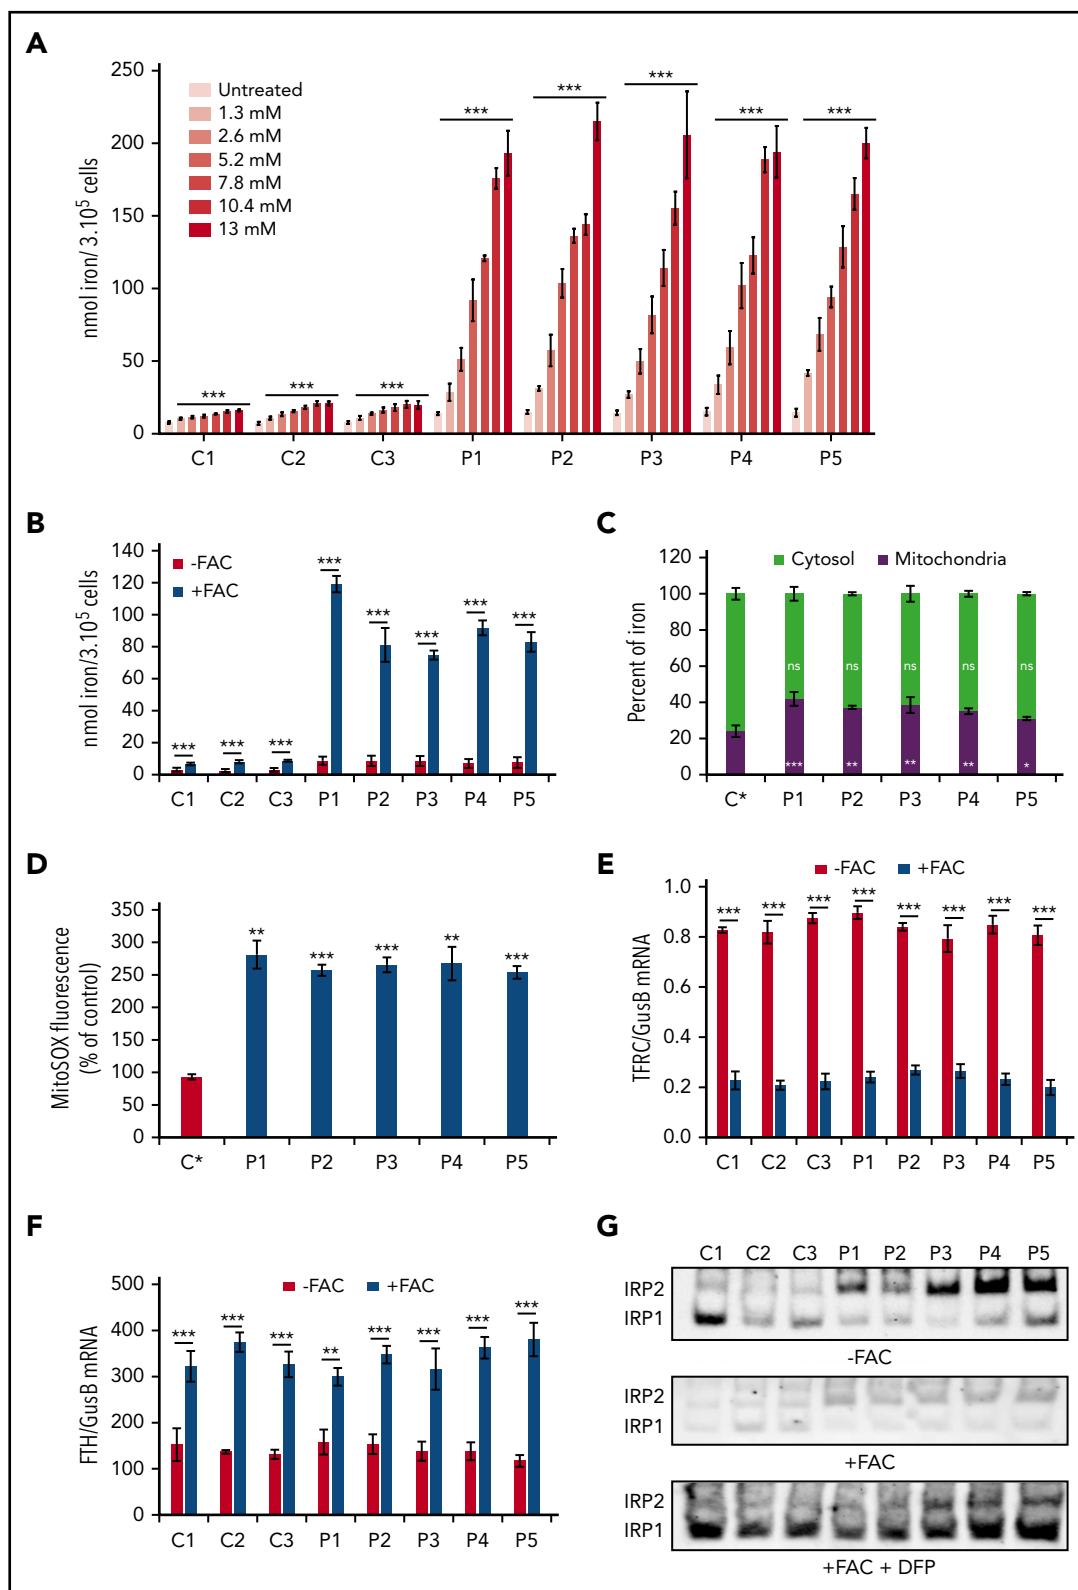 A
250
200
150
100
50
0
nmol iron/ 3.10⁵ cells
Untreated
1.3 mM
2.6 mM
5.2 mM
7.8 mM
10.4 mM
13 mM
*** *** *** *** *** *** *** ***
C1 C2 C3 P1 P2 P3 P4 P5
B
140
120
100
80
60
40
20
0
nmol iron/3.10⁵ cells
-FAC
+FAC
*** *** *** *** *** *** *** ***
C1 C2 C3 P1 P2 P3 P4 P5
C
120
100
80
60
40
20
0
Percent of iron
Cytosol Mitochondria
ns ns ns ns ns
*** ** ** ** *
C* P1 P2 P3 P4 P5
D
350
300
250
200
150
100
50
0
MitoSOX fluorescence
(% of control)
** *** *** ** ***
C* P1 P2 P3 P4 P5
E
-FAC +FAC
1.0
0.8
0.6
0.4
0.2
0.0
TFRC/GusB mRNA
*** *** *** *** *** *** *** ***
C1 C2 C3 P1 P2 P3 P4 P5
F
500
400
300
200
100
0
FTH/GusB mRNA
-FAC +FAC
*** *** *** ** *** *** *** ***
C1 C2 C3 P1 P2 P3 P4 P5
G
C1 C2 C3 P1 P2 P3 P4 P5
IRP2
IRP1
-FAC
IRP2
IRP1
+FAC
IRP2
IRP1
+FAC + DFP